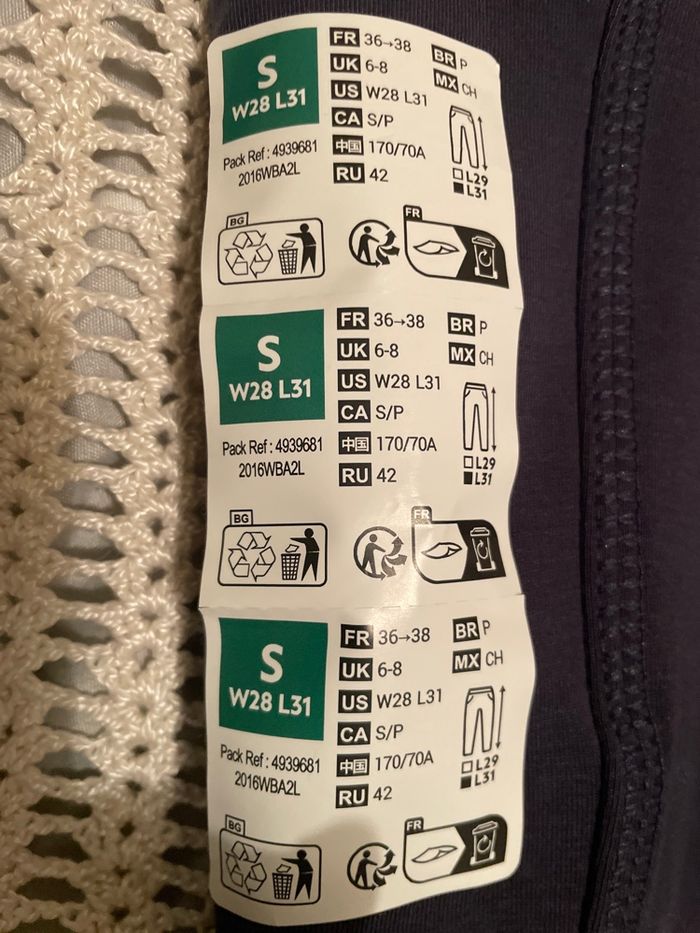 S
W28 L31
Pack Ref : 4939681
2016WBA2L
FR 36→38
UK 6-8
US W28 L31
CA S/P
中国 170/70A
RU 42
BR P
MX CH
L29
L31
BG
FR
S
W28 L31
Pack Ref : 4939681
2016WBA2L
FR 36→38
UK 6-8
US W28 L31
CA S/P
中国 170/70A
RU 42
BR P
MX CH
L29
L31
BG
FR
S
W28 L31
Pack Ref : 4939681
2016WBA2L
FR 36→38
UK 6-8
US W28 L31
CA S/P
中国 170/70A
RU 42
BR P
MX CH
L29
L31
BG
FR